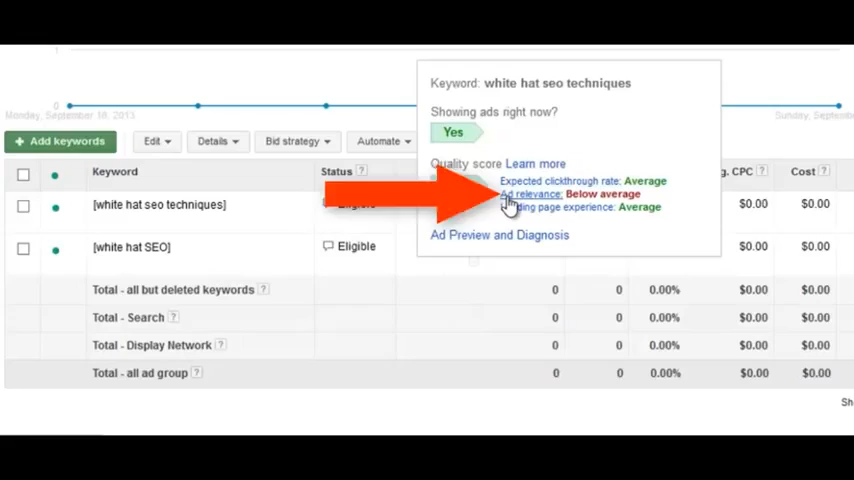 1
0
Monday, September 16, 2013
Sunday, Septembe
Keyword: white hat seo techniques
Showing ads right now?
Yes
Quality score Learn more
Expected clickthrough rate: Average
Ad relevance: Below average
landing page experience: Average
Ad Preview and Diagnosis
+ Add keywords
Edit
Details
Bid strategy
Automate
Keyword Status ? g. CPC ? Cost ?
[white hat seo techniques] $0.00 $0.00
[white hat SEO] Eligible $0.00 $0.00
Total - all but deleted keywords ? 0 0 0.00% $0.00 $0.00
Total - Search ? 0 0 0.00% $0.00 $0.00
Total - Display Network ? 0 0 0.00% $0.00 $0.00
Total - all ad group ? 0 0 0.00% $0.00 $0.00
Sh